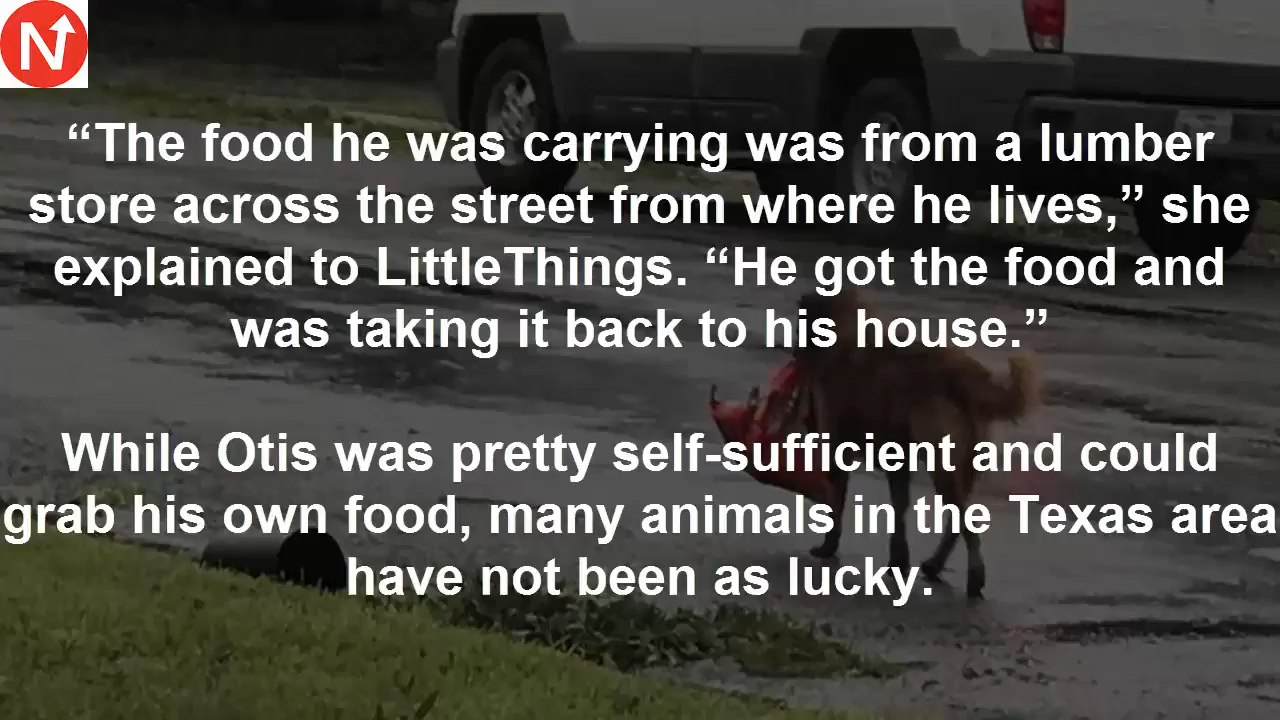 N
“The food he was carrying was from a lumber
store across the street from where he lives,” she
explained to LittleThings. “He got the food and
was taking it back to his house.”
While Otis was pretty self-sufficient and could
grab his own food, many animals in the Texas area
have not been as lucky.